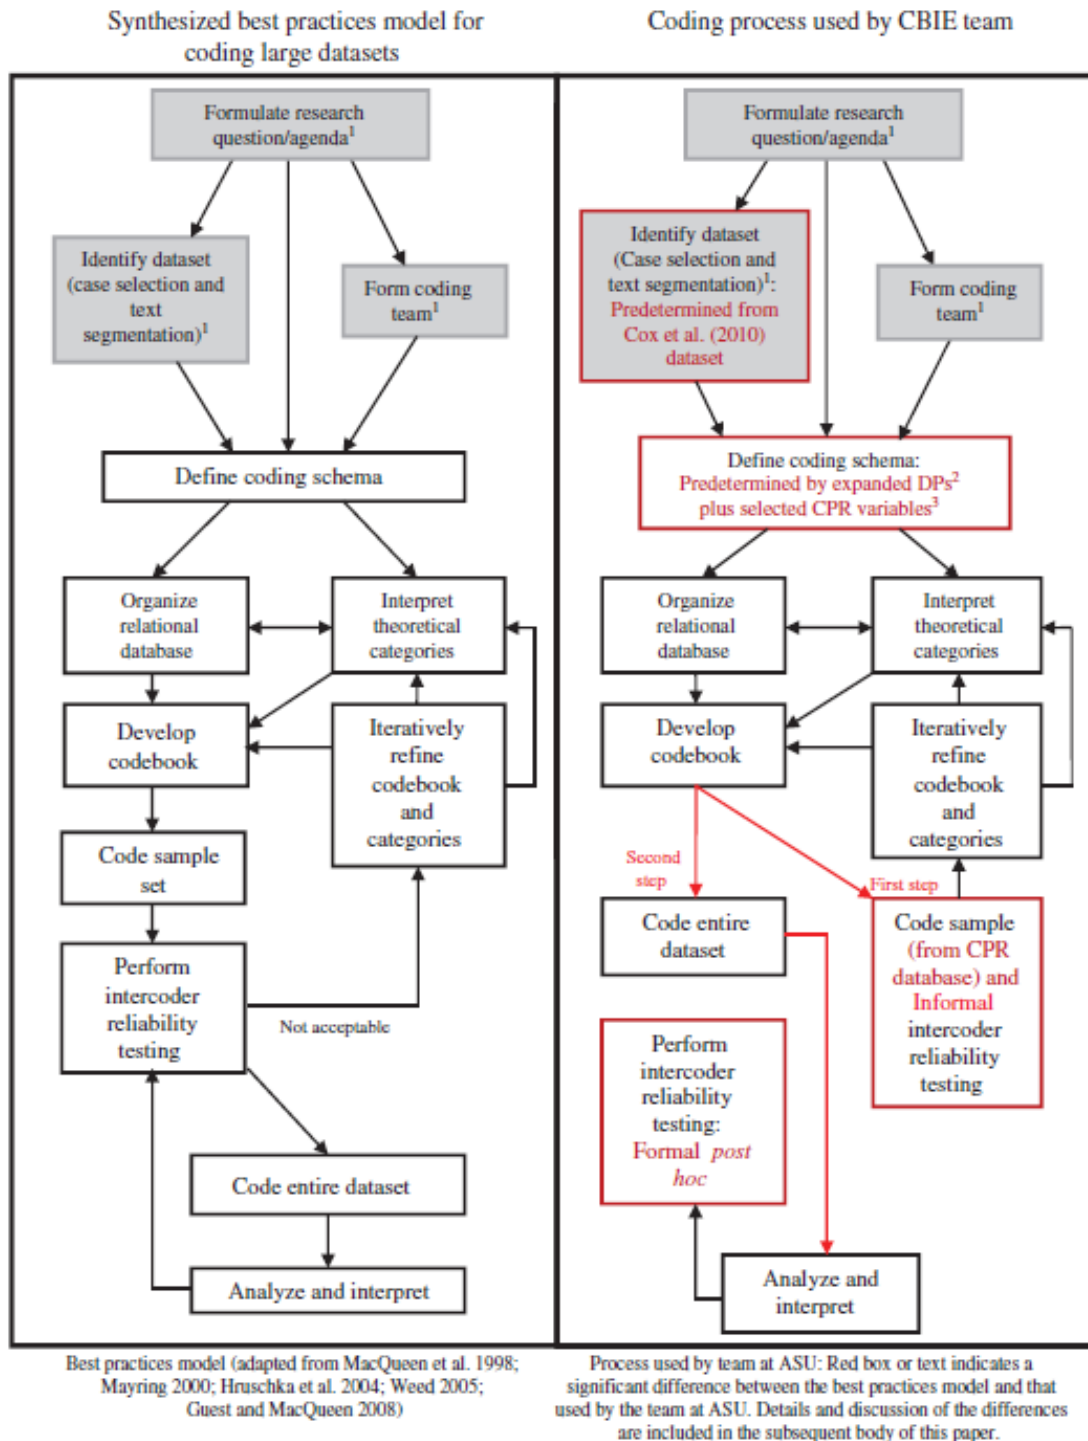 Synthesized best practices model for
coding large datasets
Formulate research
question/agenda¹
Identify dataset
(case selection and
text
segmentation)¹
Form coding
team¹
Define coding schema
Organize
relational
database
Interpret
theoretical
categories
Develop
codebook
Iteratively
refine
codebook
and
categories
Code sample
set
Perform
intercoder
reliability
testing
Not acceptable
Code entire dataset
Analyze and interpret
Best practices model (adapted from MacQueen et al. 1998;
Mayring 2000; Hruschka et al. 2004; Weed 2005;
Guest and MacQueen 2008)
Coding process used by CBIE team
Formulate research
question/agenda¹
Identify dataset
(Case selection and
text segmentation)¹:
Predetermined from
Cox et al. (2010)
dataset
Form coding
team¹
Define coding schema:
Predetermined by expanded DPs²
plus selected CPR variables³
Organize
relational
database
Interpret
theoretical
categories
Develop
codebook
Iteratively
refine
codebook
and
categories
Second
step
First step
Code entire
dataset
Code sample
(from CPR
database) and
Informal
intercoder
reliability
testing
Perform
intercoder
reliability
testing:
Formal post
hoc
Analyze and
interpret
Process used by team at ASU: Red box or text indicates a
significant difference between the best practices model and that
used by the team at ASU. Details and discussion of the differences
are included in the subsequent body of this paper.